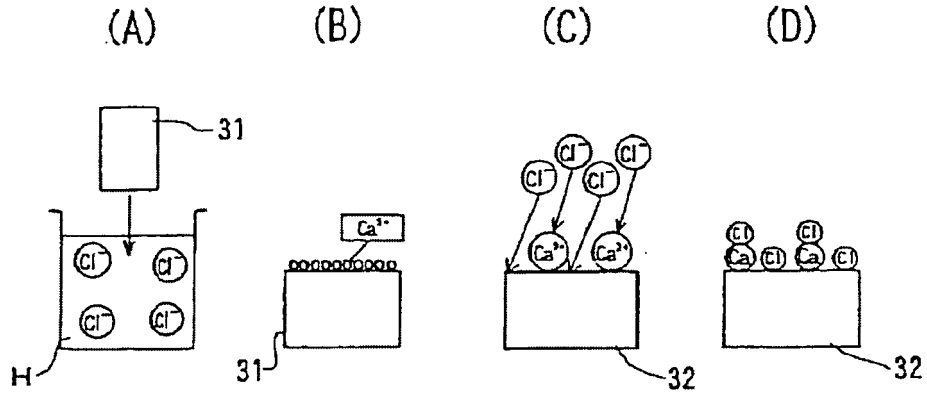 (A) (B) (C) (D)
31
Cl⁻ Cl⁻
Cl⁻ Cl⁻
H
Ca²⁺
31
Cl⁻ Cl⁻
Cl⁻ Cl⁻
Ca²⁺ Ca²⁺
32
Cl Cl
Ca Cl Ca Cl
32